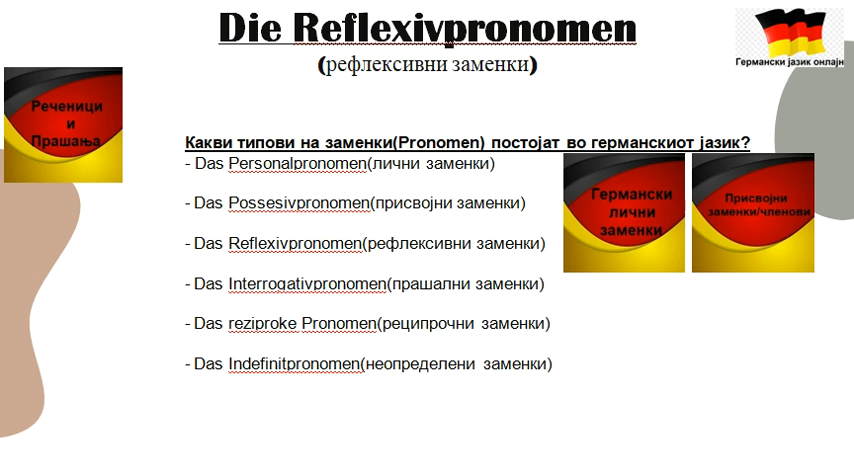 Die Reflexivpronomen
(рефлексивни заменки)
Германски јазик онлајн
Реченици
и
Прашања
Какви типови на заменки(Pronomen) постојат во германскиот јазик?
- Das Personalpronomen(лични заменки)
- Das Possesivpronomen(присвојни заменки)
- Das Reflexivpronomen(рефлексивни заменки)
- Das Interrogativpronomen(прашални заменки)
- Das reziproke Pronomen(реципрочни заменки)
- Das Indefinitpronomen(неопределени заменки)
Германски
лични
заменки
Присвојни
заменки/членови